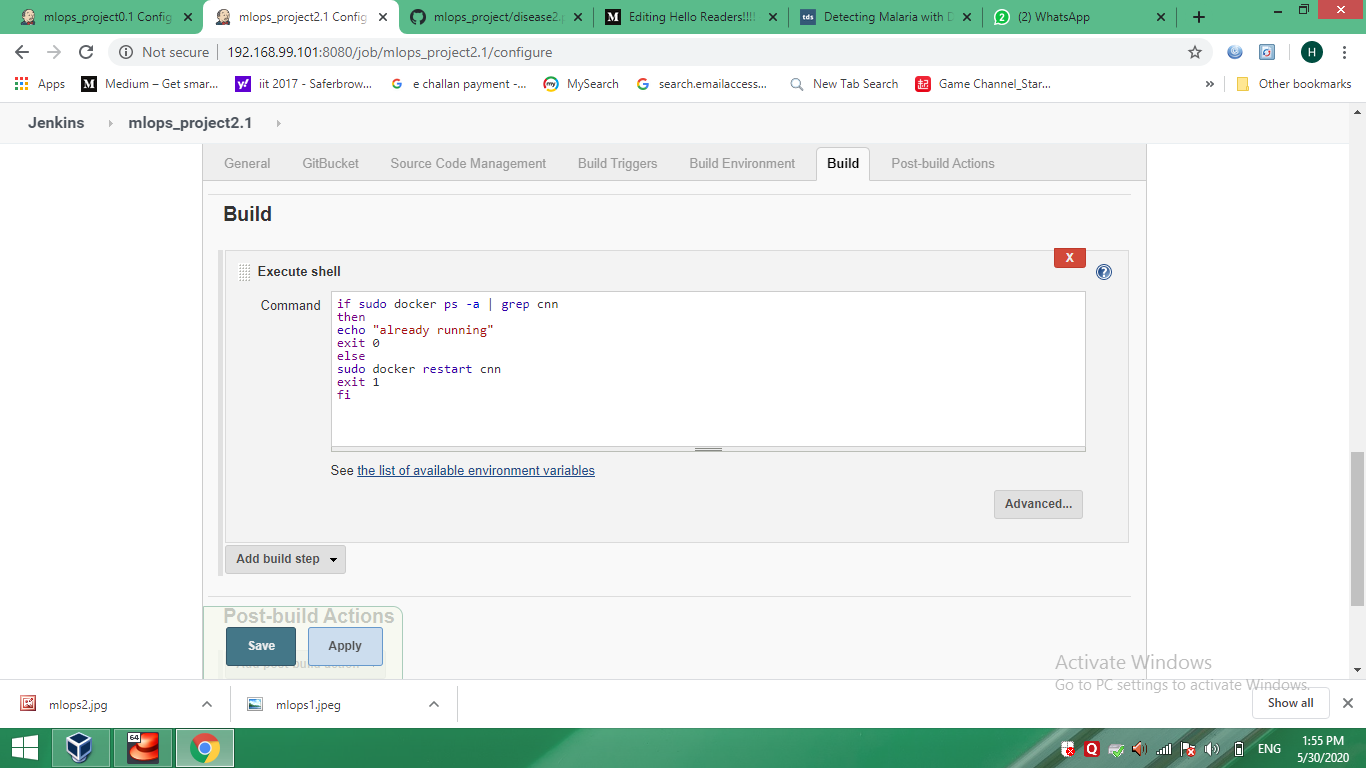 mlops_project0.1 Config
mlops_project2.1 Config
mlops_project/disease2.p
Editing Hello Readers!!!!
tds
Detecting Malaria with D
2
(2) WhatsApp
Not secure
192.168.99.101:8080/job/mlops_project2.1/configure
H
Apps
M
Medium – Get smar...
y!
iit 2017 - Saferbrow...
G
e challan payment -...
my
MySearch
G
search.emailaccess...
New Tab Search
Game Channel_Star...
»
Other bookmarks
Jenkins
mlops_project2.1
General
GitBucket
Source Code Management
Build Triggers
Build Environment
Build
Post-build Actions
Build
X
Execute shell
?
Command
if sudo docker ps -a | grep cnn
then
echo "already running"
exit 0
else
sudo docker restart cnn
exit 1
fi
See the list of available environment variables
Advanced...
Add build step
Post-build Actions
Save
Apply
Activate Windows
Go to PC settings to activate Windows.
mlops2.jpg
mlops1.jpeg
Show all
64
Q
ENG
1:55 PM
5/30/2020